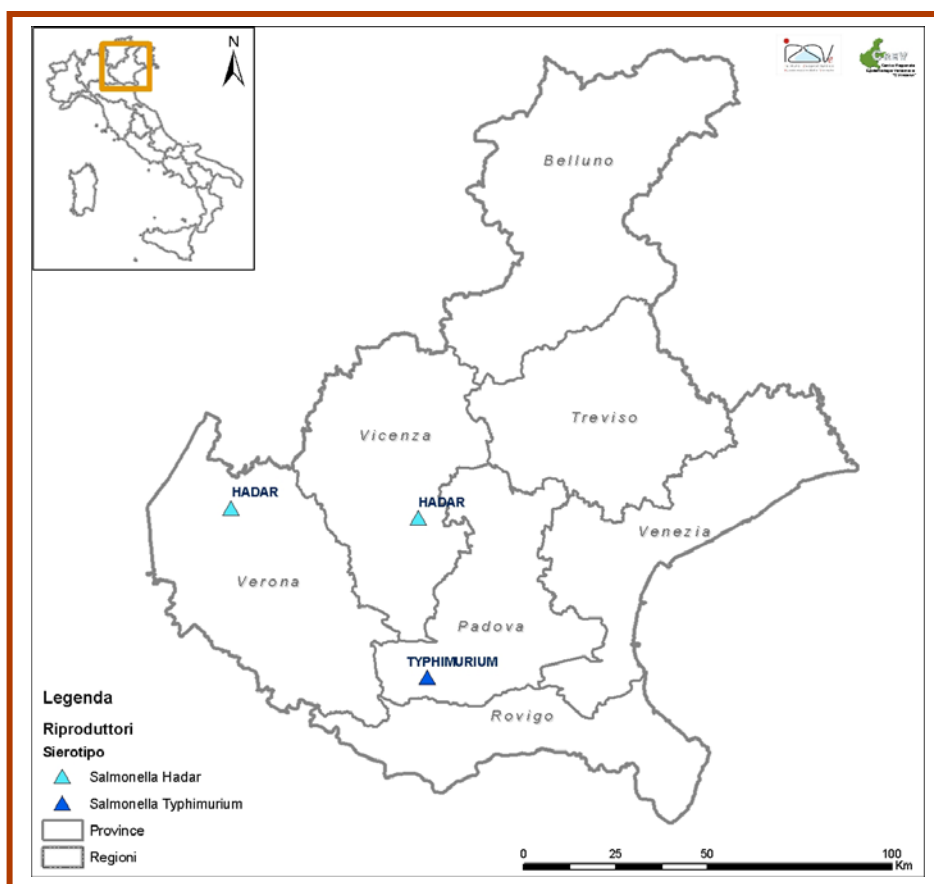 N
Belluno
Treviso
Vicenza
HADAR
HADAR
Venezia
Verona
Padova
TYPHIMURIUM
Rovigo
Legenda
Riproduttori
Sierotipo
Salmonella Hadar
Salmonella Typhimurium
Province
Regioni
0 25 50 100
Km